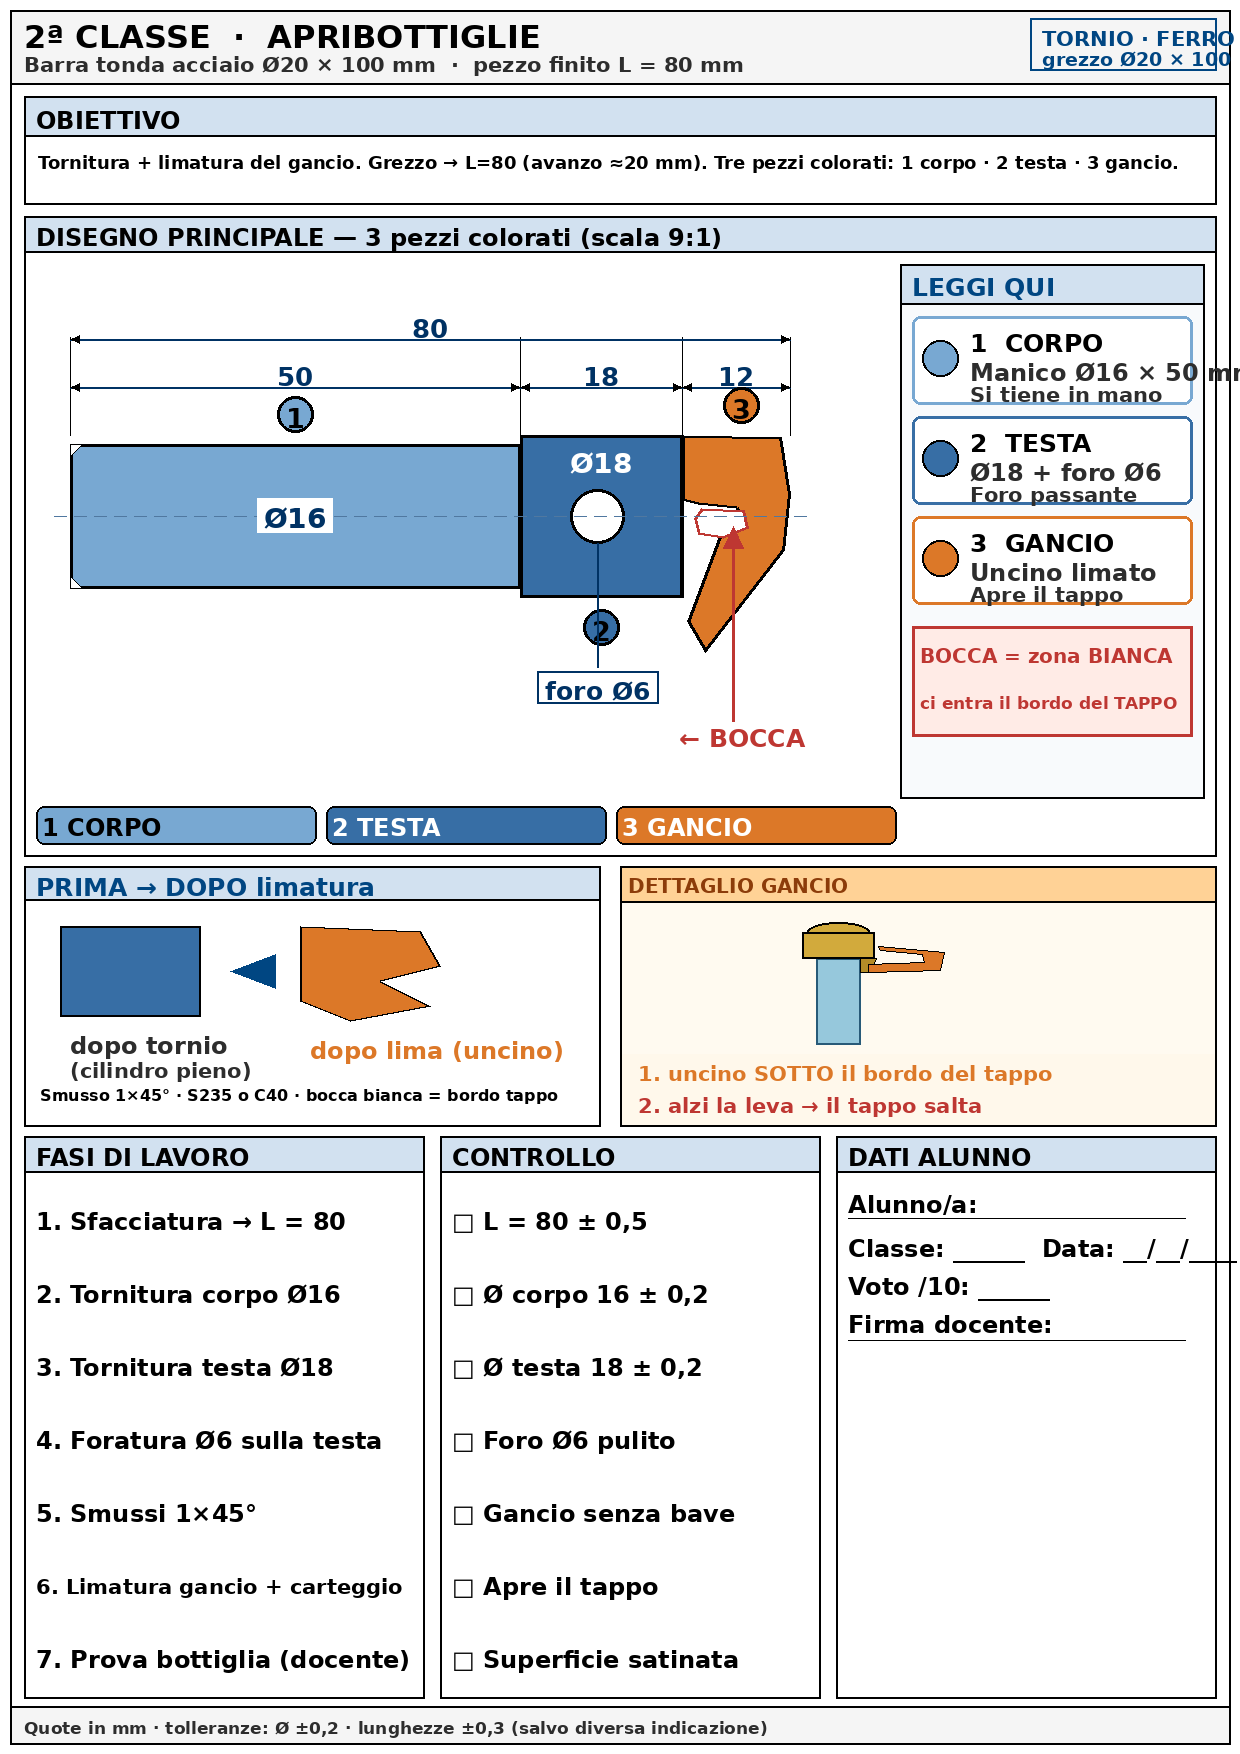 2ª CLASSE · APRIBOTTIGLIE
Barra tonda acciaio Ø20 × 100 mm · pezzo finito L = 80 mm
TORNIO · FERRO
grezzo Ø20 × 100
OBIETTIVO
Tornitura + limatura del gancio. Grezzo → L=80 (avanzo ≈20 mm). Tre pezzi colorati: 1 corpo · 2 testa · 3 gancio.
DISEGNO PRINCIPALE — 3 pezzi colorati (scala 9:1)
80
50
18
12
1
3
Ø18
Ø16
2
foro Ø6
← BOCCA
LEGGI QUI
1 CORPO
Manico Ø16 × 50 mm
Si tiene in mano
2 TESTA
Ø18 + foro Ø6
Foro passante
3 GANCIO
Uncino limato
Apre il tappo
BOCCA = zona BIANCA
ci entra il bordo del TAPPO
1 CORPO
2 TESTA
3 GANCIO
PRIMA → DOPO limatura
dopo tornio
(cilindro pieno)
dopo lima (uncino)
Smusso 1×45° · S235 o C40 · bocca bianca = bordo tappo
DETTAGLIO GANCIO
1. uncino SOTTO il bordo del tappo
2. alzi la leva → il tappo salta
FASI DI LAVORO
1. Sfacciatura → L = 80
2. Tornitura corpo Ø16
3. Tornitura testa Ø18
4. Foratura Ø6 sulla testa
5. Smussi 1×45°
6. Limatura gancio + carteggio
7. Prova bottiglia (docente)
CONTROLLO
□ L = 80 ± 0,5
□ Ø corpo 16 ± 0,2
□ Ø testa 18 ± 0,2
□ Foro Ø6 pulito
□ Gancio senza bave
□ Apre il tappo
□ Superficie satinata
DATI ALUNNO
Alunno/a:
Classe: ______ Data: __/__/____
Voto /10: ______
Firma docente:
Quote in mm · tolleranze: Ø ±0,2 · lunghezze ±0,3 (salvo diversa indicazione)